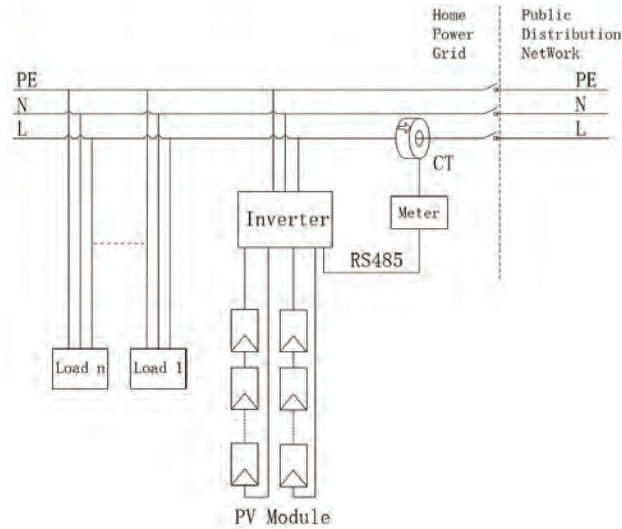 Home Power Grid
Public Distribution NetWork
PE
PE
N
N
L
L
CT
Inverter
Meter
RS485
Load n
Load 1
PV Module